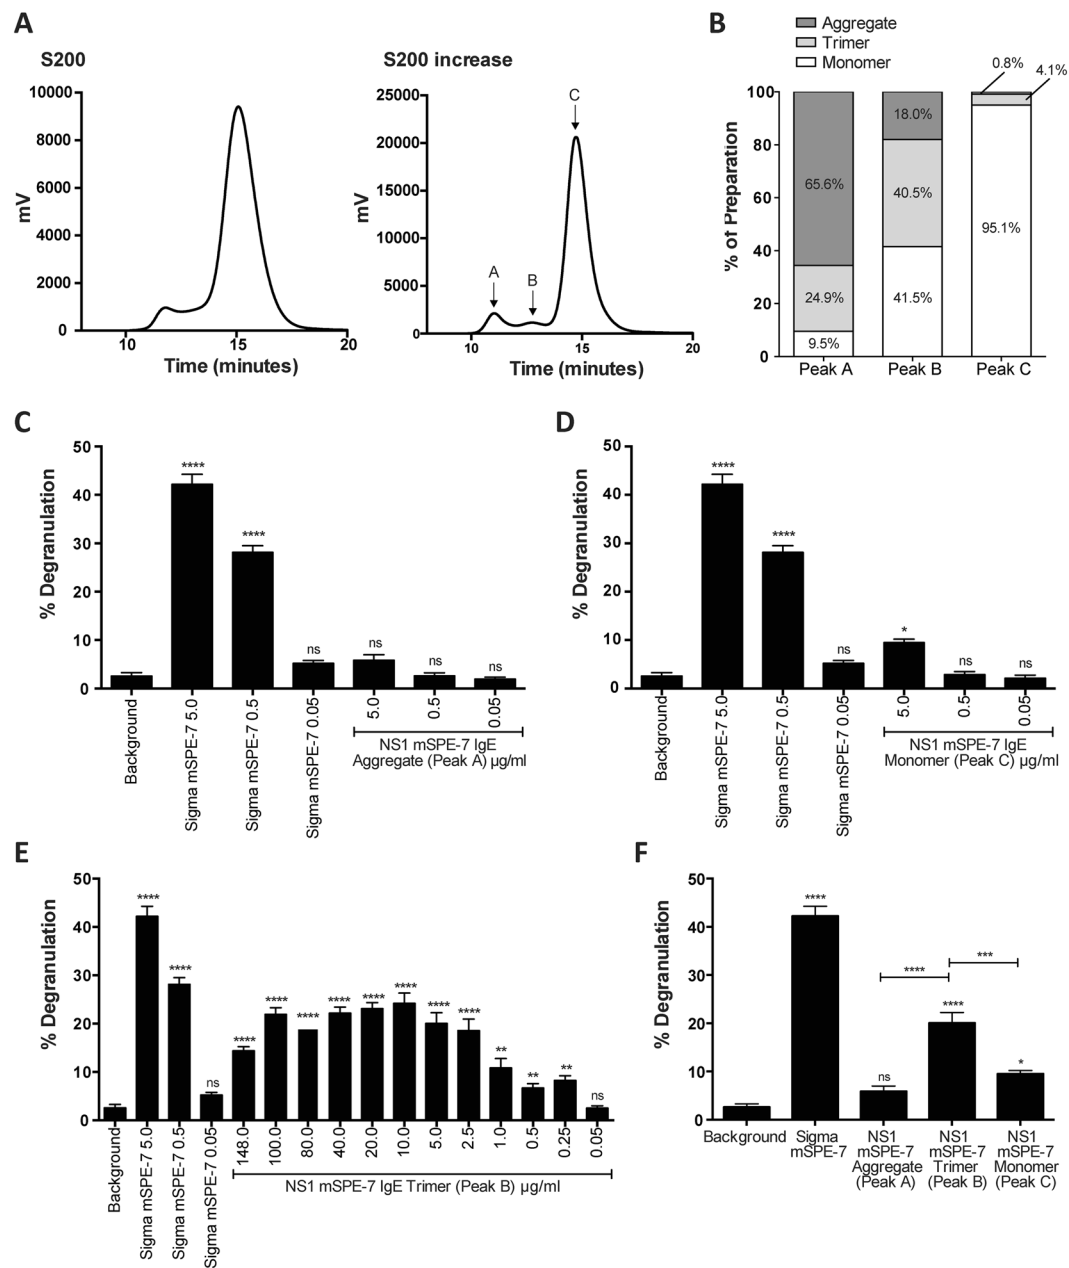 A
S200
mV
10000
8000
6000
4000
2000
0
10
15
20
Time (minutes)
S200 increase
mV
25000
20000
15000
10000
5000
0
A
B
C
10
15
20
Time (minutes)
B
Aggregate
Trimer
Monomer
% of Preparation
100
80
60
40
20
0
65.6%
24.9%
9.5%
18.0%
40.5%
41.5%
0.8%
4.1%
95.1%
Peak A
Peak B
Peak C
C
% Degranulation
50
40
30
20
10
0
****
****
ns
ns
ns
ns
Background
Sigma mSPE-7 5.0
Sigma mSPE-7 0.5
Sigma mSPE-7 0.05
5.0
0.5
0.05
NS1 mSPE-7 IgE
Aggregate (Peak A) µg/ml
D
% Degranulation
50
40
30
20
10
0
****
****
ns
*
ns
ns
Background
Sigma mSPE-7 5.0
Sigma mSPE-7 0.5
Sigma mSPE-7 0.05
5.0
0.5
0.05
NS1 mSPE-7 IgE
Monomer (Peak C) µg/ml
E
% Degranulation
50
40
30
20
10
0
****
****
ns
****
****
****
****
****
****
****
****
**
**
**
ns
Background
Sigma mSPE-7 5.0
Sigma mSPE-7 0.5
Sigma mSPE-7 0.05
148.0
100.0
80.0
40.0
20.0
10.0
5.0
2.5
1.0
0.5
0.25
0.05
NS1 mSPE-7 IgE Trimer (Peak B) µg/ml
F
% Degranulation
50
40
30
20
10
0
****
ns
****
****
***
*
Background
Sigma
mSPE-7
NS1
mSPE-7
Aggregate
(Peak A)
NS1
mSPE-7
Trimer
(Peak B)
NS1
mSPE-7
Monomer
(Peak C)